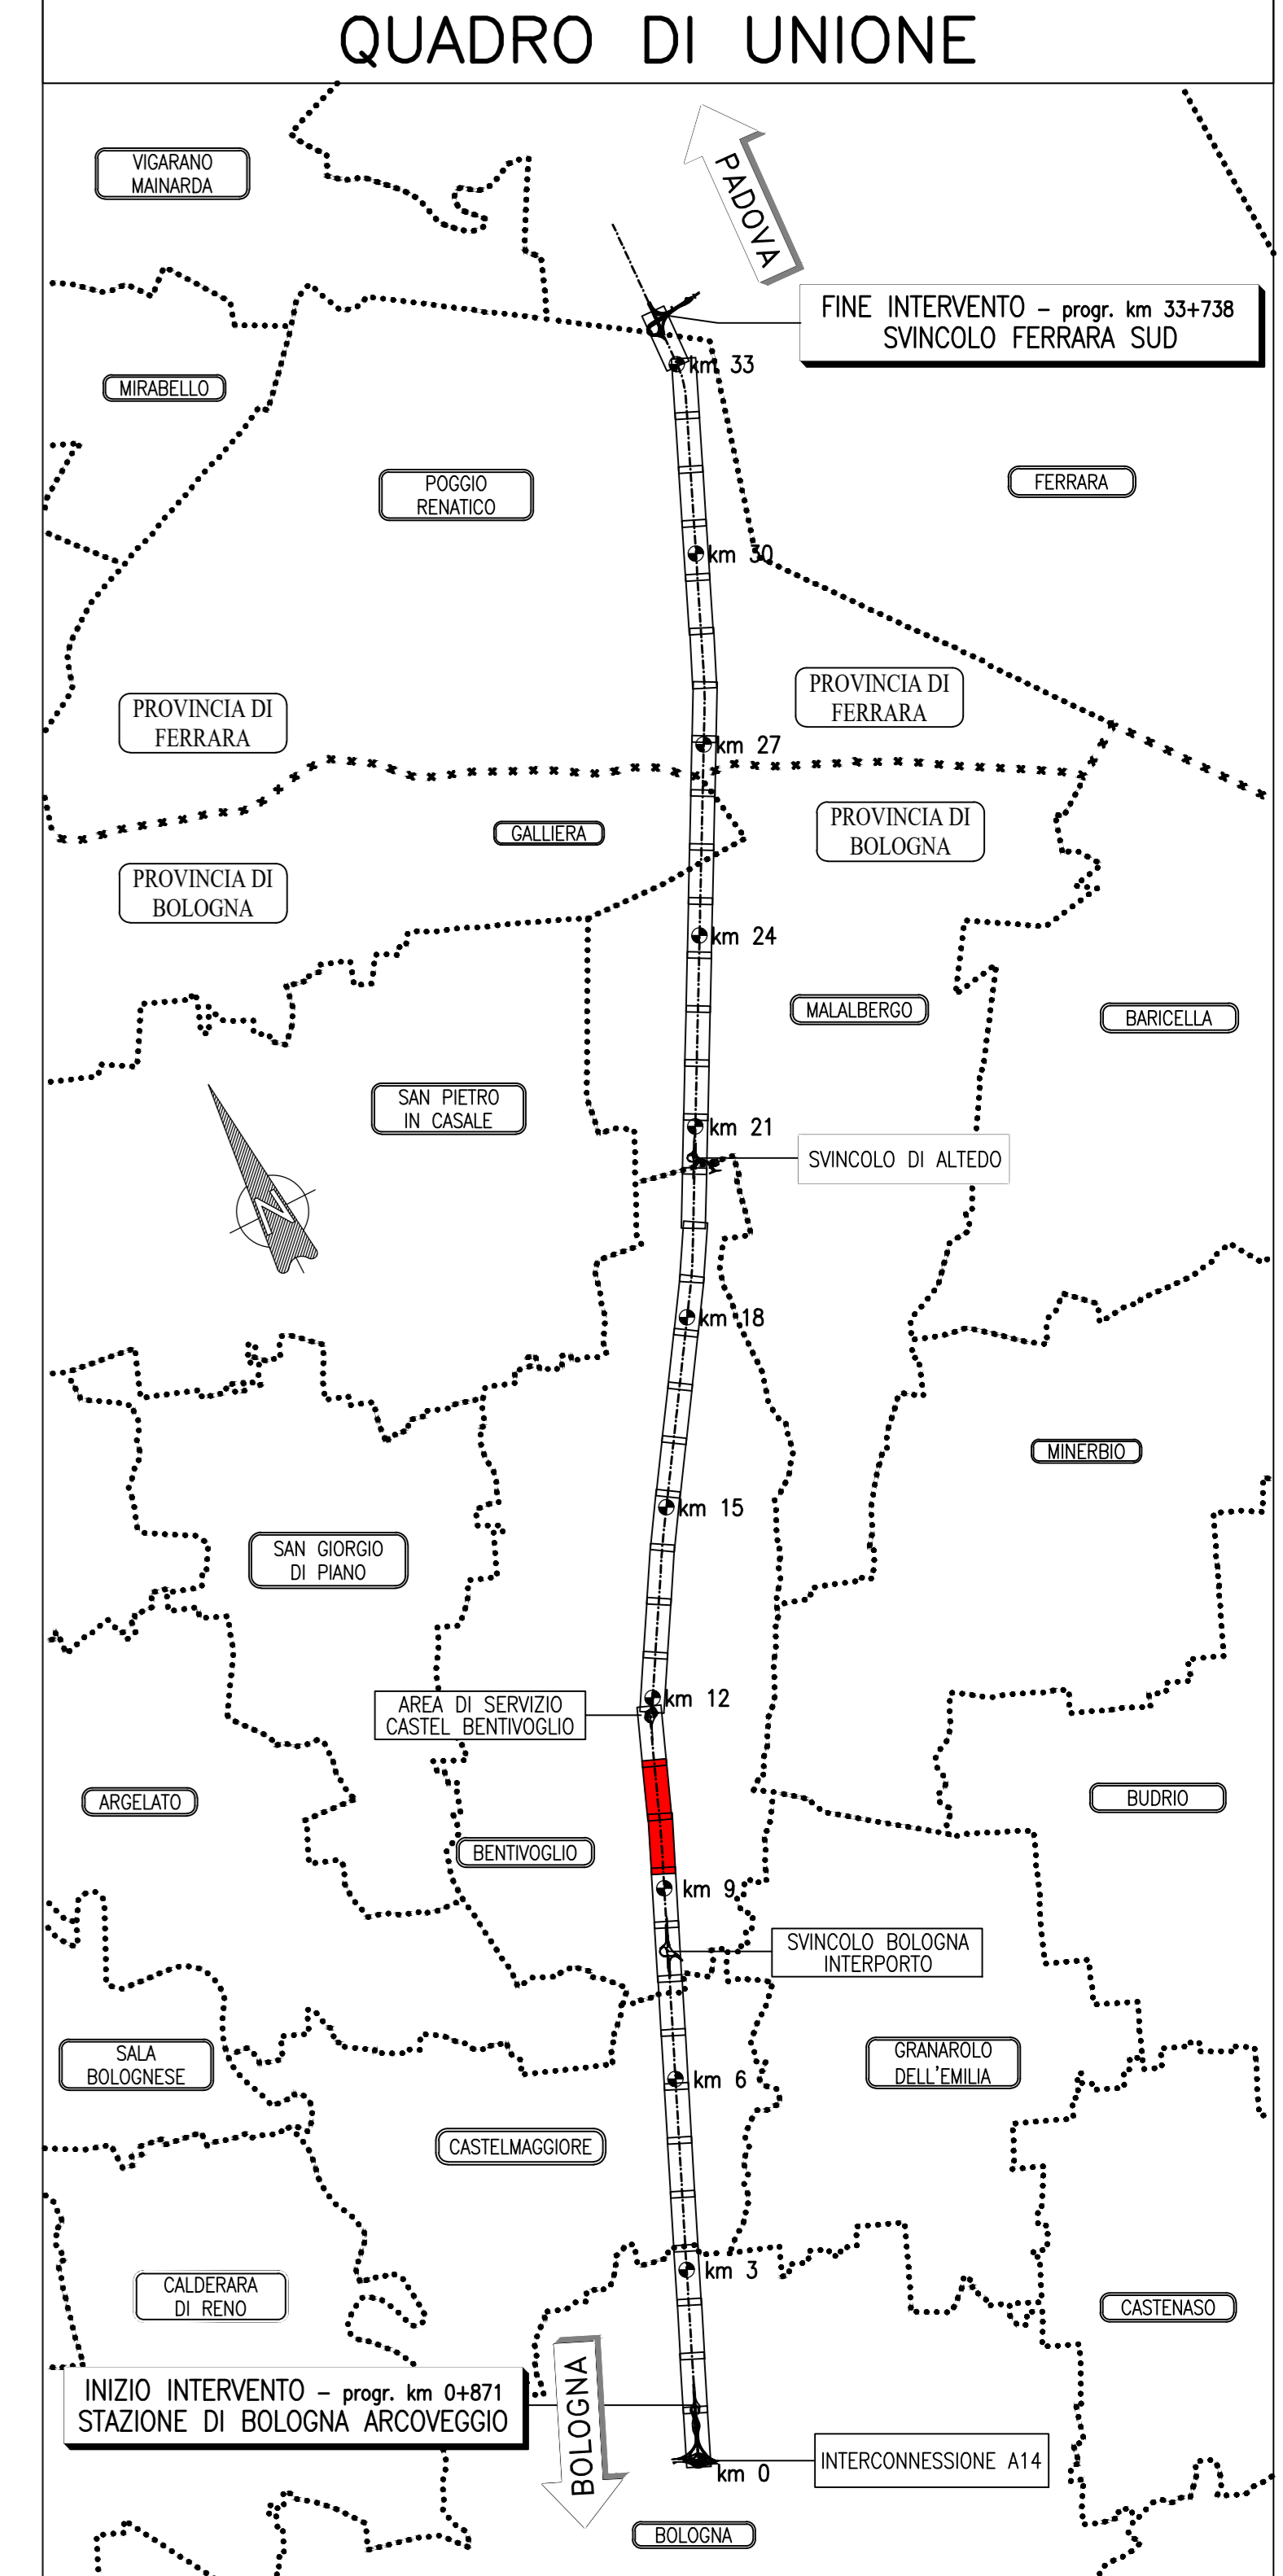 QUADRO DI UNIONE
VIGARANO
MAINARDA
PADOVA
FINE INTERVENTO – progr. km 33+738
SVINCOLO FERRARA SUD
km 33
MIRABELLO
POGGIO
RENATICO
FERRARA
km 30
PROVINCIA DI
FERRARA
PROVINCIA DI
FERRARA
km 27
GALLIERA
PROVINCIA DI
BOLOGNA
PROVINCIA DI
BOLOGNA
km 24
MALALBERGO
BARICELLA
SAN PIETRO
IN CASALE
km 21
SVINCOLO DI ALTEDO
N
km 18
MINERBIO
km 15
SAN GIORGIO
DI PIANO
km 12
AREA DI SERVIZIO
CASTEL BENTIVOGLIO
ARGELATO
BUDRIO
BENTIVOGLIO
km 9
SVINCOLO BOLOGNA
INTERPORTO
SALA
BOLOGNESE
GRANAROLO
DELL'EMILIA
km 6
CASTELMAGGIORE
km 3
CALDERARA
DI RENO
CASTENASO
INIZIO INTERVENTO – progr. km 0+871
STAZIONE DI BOLOGNA ARCOVEGGIO
BOLOGNA
INTERCONNESSIONE A14
km 0
BOLOGNA